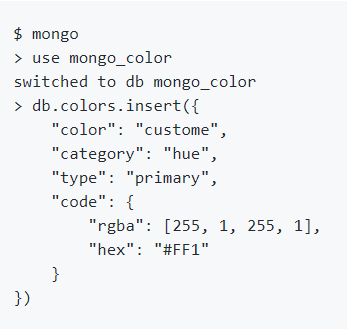 $ mongo
> use mongo_color
switched to db mongo_color
> db.colors.insert({
    "color": "custome",
    "category": "hue",
    "type": "primary",
    "code": {
        "rgba": [255, 1, 255, 1],
        "hex": "#FF1"
    }
})